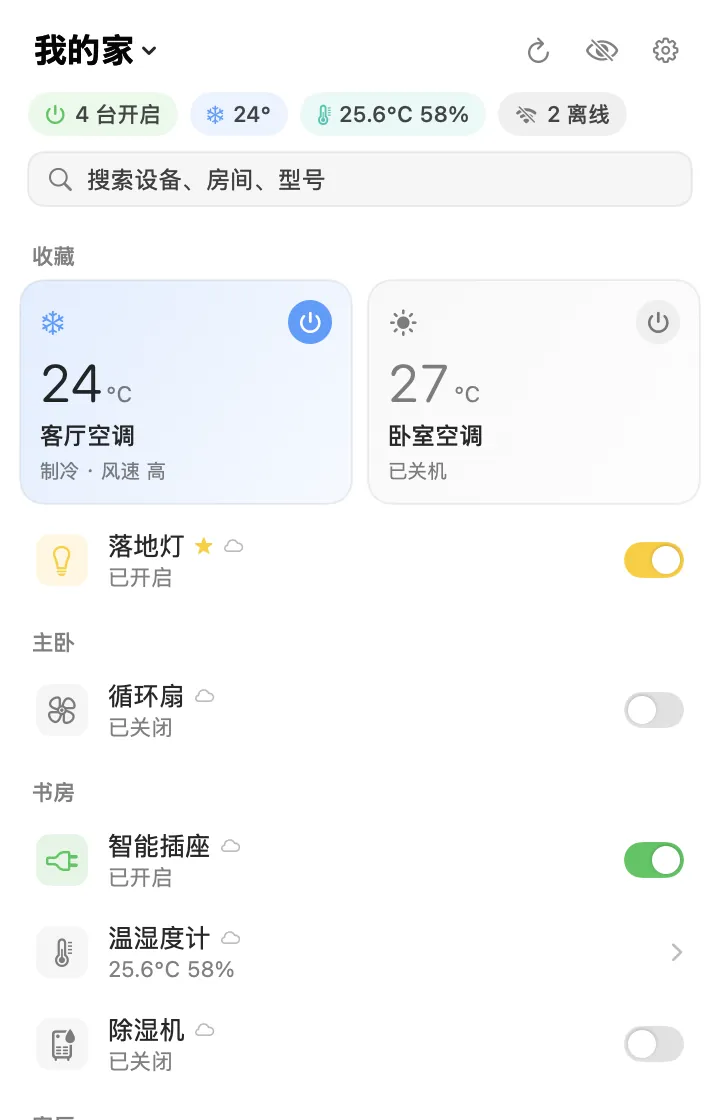 我的家
4 台开启 24° 25.6°C 58% 2 离线
搜索设备、房间、型号
收藏
24°C
客厅空调
制冷 · 风速 高
27°C
卧室空调
已关机
落地灯
已开启
主卧
循环扇
已关闭
书房
智能插座
已开启
温湿度计
25.6°C 58%
除湿机
已关闭